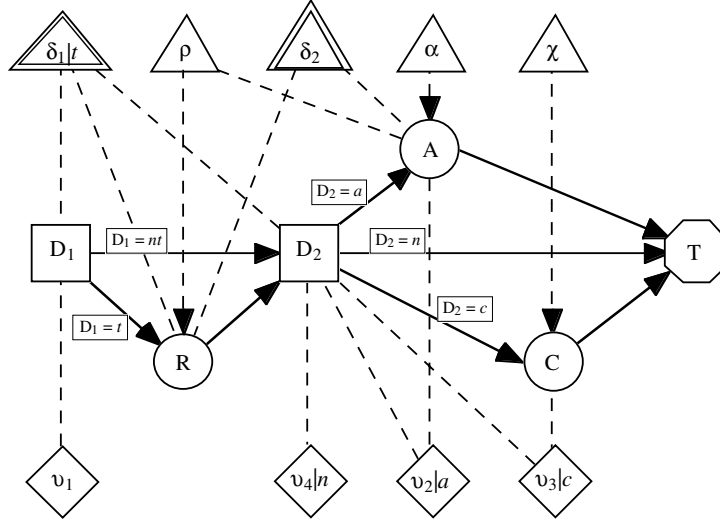 δ₁|t ρ δ₂ α χ
A
D₂ = a
D₁ D₁ = nt D₂ D₂ = n T
D₂ = c
D₁ = t
R C
υ₁ υ₄|n υ₂|a υ₃|c